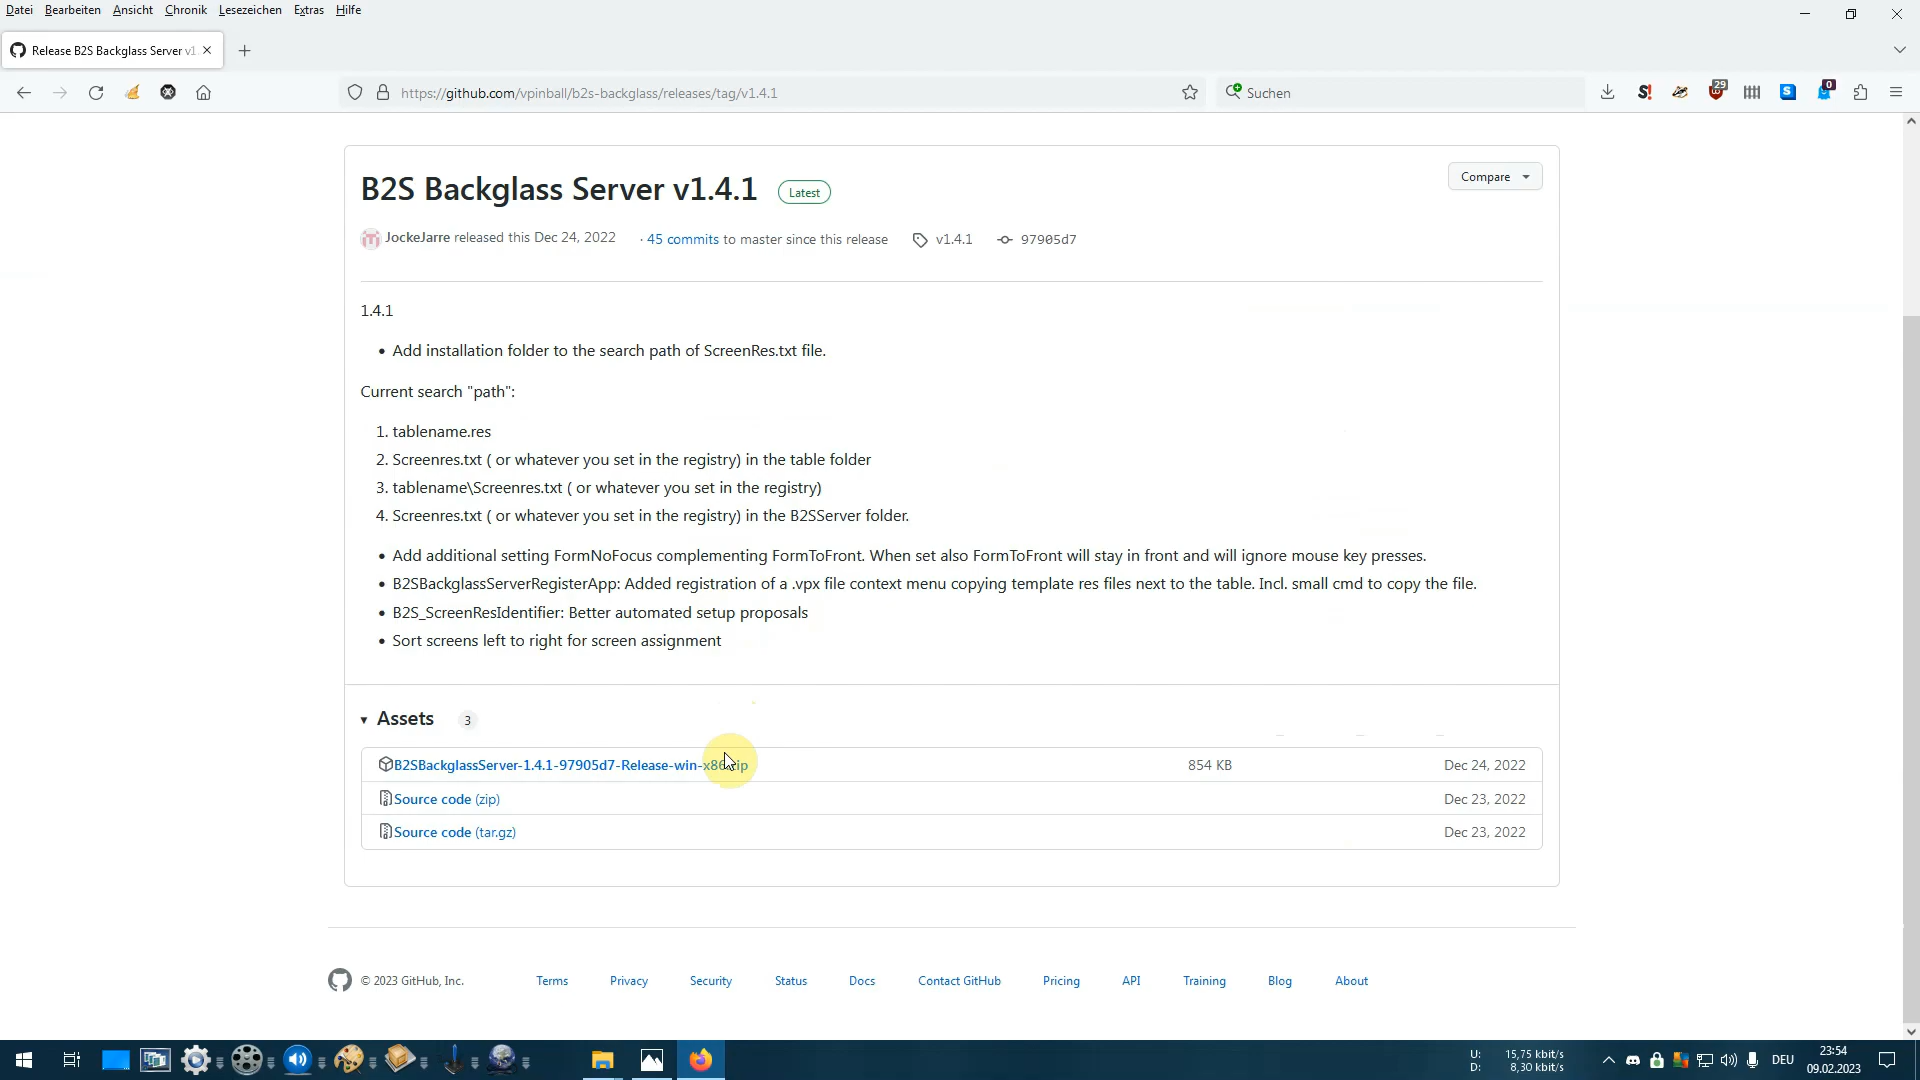 Datei Bearbeiten Ansicht Chronik Lesezeichen Extras Hilfe
Release B2S Backglass Server v1
https://github.com/vpinball/b2s-backglass/releases/tag/v1.4.1
Suchen
29
0
B2S Backglass Server v1.4.1 Latest
Compare
JockeJarre released this Dec 24, 2022 · 45 commits to master since this release v1.4.1 97905d7
1.4.1
• Add installation folder to the search path of ScreenRes.txt file.
Current search "path":
1. tablename.res
2. Screenres.txt ( or whatever you set in the registry) in the table folder
3. tablename\Screenres.txt ( or whatever you set in the registry)
4. Screenres.txt ( or whatever you set in the registry) in the B2SServer folder.
• Add additional setting FormNoFocus complementing FormToFront. When set also FormToFront will stay in front and will ignore mouse key presses.
• B2SBackglassServerRegisterApp: Added registration of a .vpx file context menu copying template res files next to the table. Incl. small cmd to copy the file.
• B2S_ScreenResIdentifier: Better automated setup proposals
• Sort screens left to right for screen assignment
Assets 3
B2SBackglassServer-1.4.1-97905d7-Release-win-x86.zip 854 KB Dec 24, 2022
Source code (zip) Dec 23, 2022
Source code (tar.gz) Dec 23, 2022
© 2023 GitHub, Inc. Terms Privacy Security Status Docs Contact GitHub Pricing API Training Blog About
U: 15,75 kbit/s
D: 8,30 kbit/s
DEU
23:54
09.02.2023